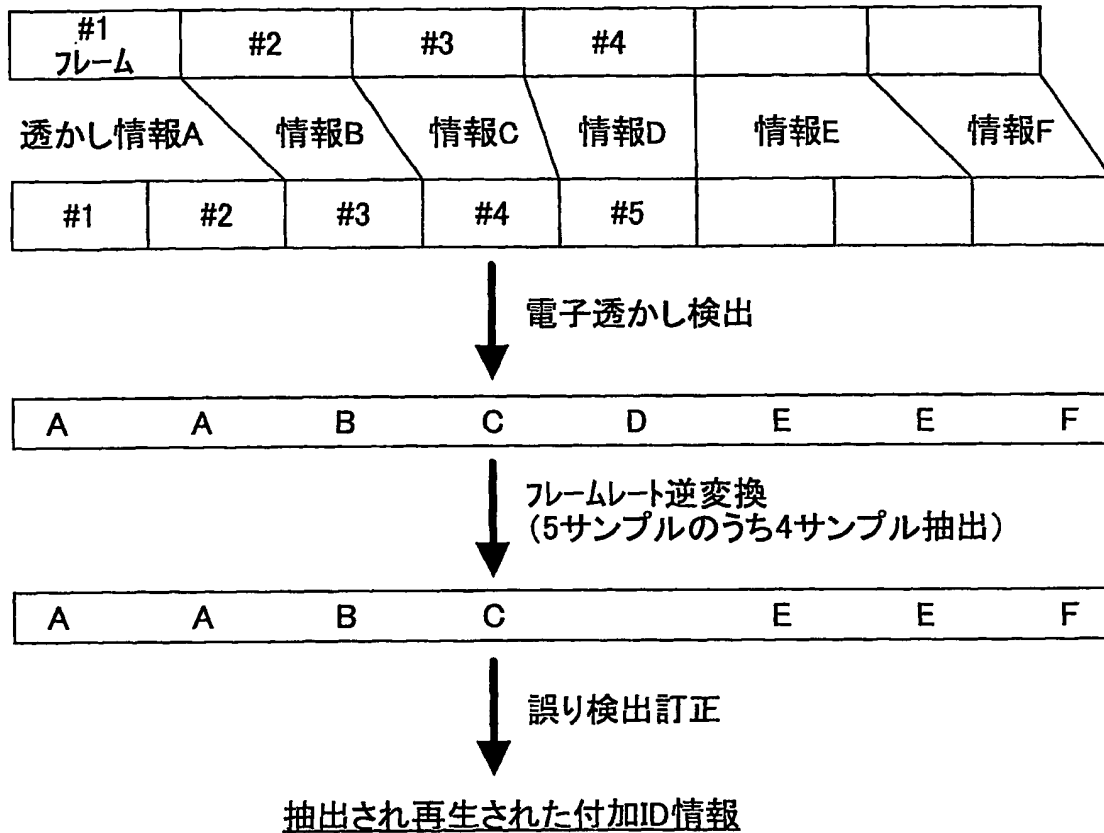 #1 #2 #3 #4
フレーム
透かし情報A 情報B 情報C 情報D 情報E 情報F
#1 #2 #3 #4 #5
電子透かし検出
A A B C D E E F
フレームレート逆変換
(5サンプルのうち4サンプル抽出)
A A B C E E F
誤り検出訂正
抽出され再生された付加ID情報